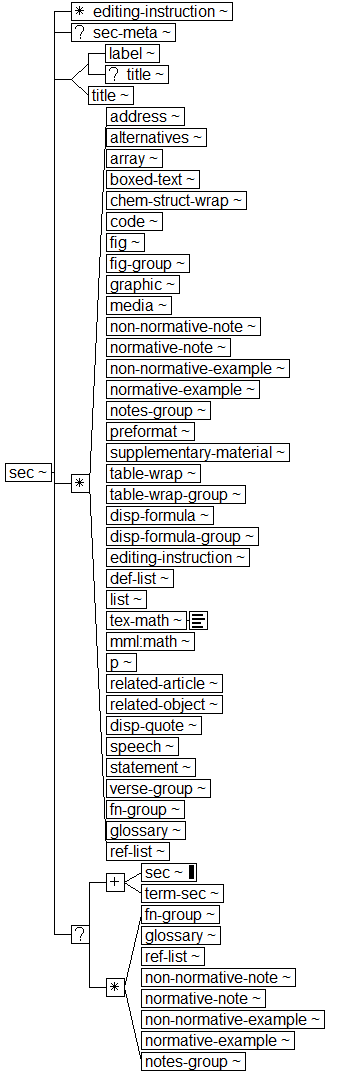 * editing-instruction ~
? sec-meta ~
label ~
? title ~
title ~
address ~
alternatives ~
array ~
boxed-text ~
chem-struct-wrap ~
code ~
fig ~
fig-group ~
graphic ~
media ~
non-normative-note ~
normative-note ~
non-normative-example ~
normative-example ~
notes-group ~
preformat ~
supplementary-material ~
sec ~
*
table-wrap ~
table-wrap-group ~
disp-formula ~
disp-formula-group ~
editing-instruction ~
def-list ~
list ~
tex-math ~
mml:math ~
p ~
related-article ~
related-object ~
disp-quote ~
speech ~
statement ~
verse-group ~
fn-group ~
glossary ~
ref-list ~
?
+
sec ~
term-sec ~
*
fn-group ~
glossary ~
ref-list ~
non-normative-note ~
normative-note ~
non-normative-example ~
normative-example ~
notes-group ~